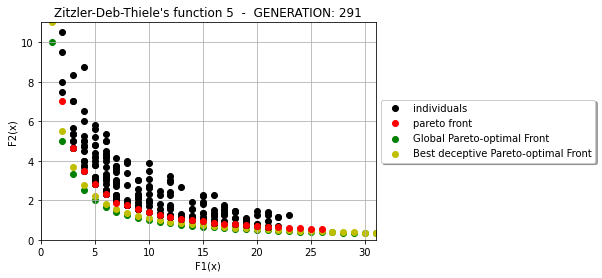 Zitzler-Deb-Thiele's function 5 - GENERATION: 291
F2(x)
10
8
6
4
2
0
0
5
10
15
20
25
30
F1(x)
individuals
pareto front
Global Pareto-optimal Front
Best deceptive Pareto-optimal Front